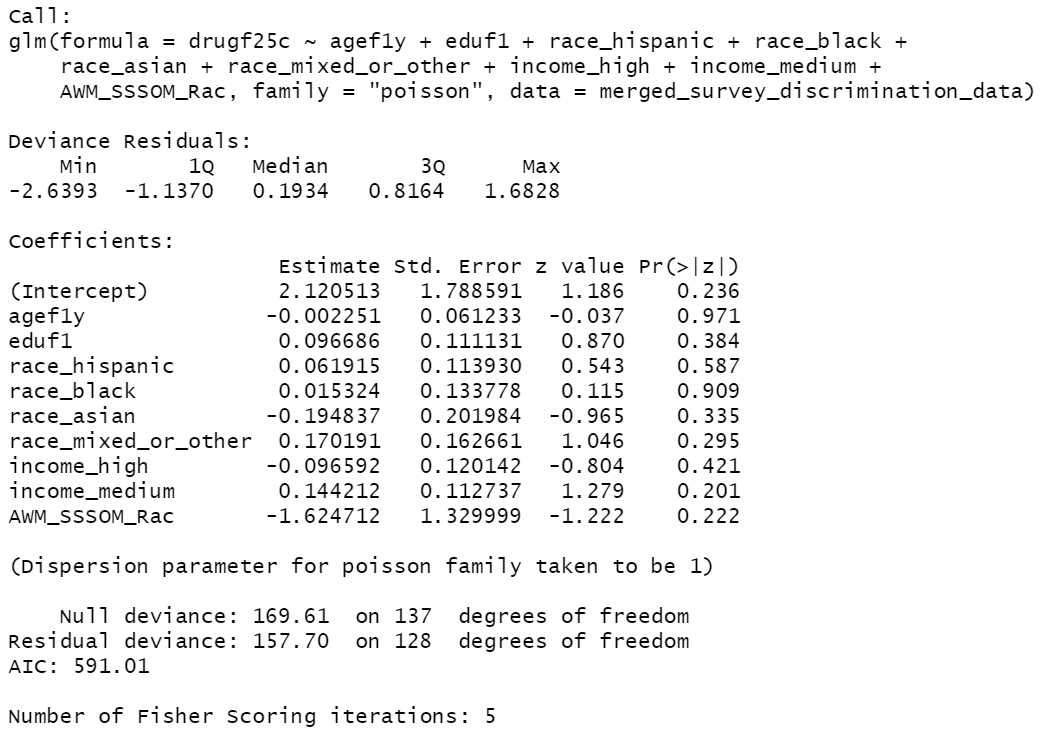 Call:
glm(formula = drugf25c ~ agef1y + eduf1 + race_hispanic + race_black +
    race_asian + race_mixed_or_other + income_high + income_medium +
    AWM_SSSOM_Rac, family = "poisson", data = merged_survey_discrimination_data)

Deviance Residuals:
    Min       1Q   Median       3Q      Max
-2.6393  -1.1370   0.1934   0.8164   1.6828

Coefficients:
                     Estimate Std. Error z value Pr(>|z|)
(Intercept)          2.120513   1.788591   1.186    0.236
agef1y              -0.002251   0.061233  -0.037    0.971
eduf1                0.096686   0.111131   0.870    0.384
race_hispanic        0.061915   0.113930   0.543    0.587
race_black           0.015324   0.133778   0.115    0.909
race_asian          -0.194837   0.201984  -0.965    0.335
race_mixed_or_other  0.170191   0.162661   1.046    0.295
income_high         -0.096592   0.120142  -0.804    0.421
income_medium        0.144212   0.112737   1.279    0.201
AWM_SSSOM_Rac       -1.624712   1.329999  -1.222    0.222

(Dispersion parameter for poisson family taken to be 1)

    Null deviance: 169.61  on 137  degrees of freedom
Residual deviance: 157.70  on 128  degrees of freedom
AIC: 591.01

Number of Fisher Scoring iterations: 5